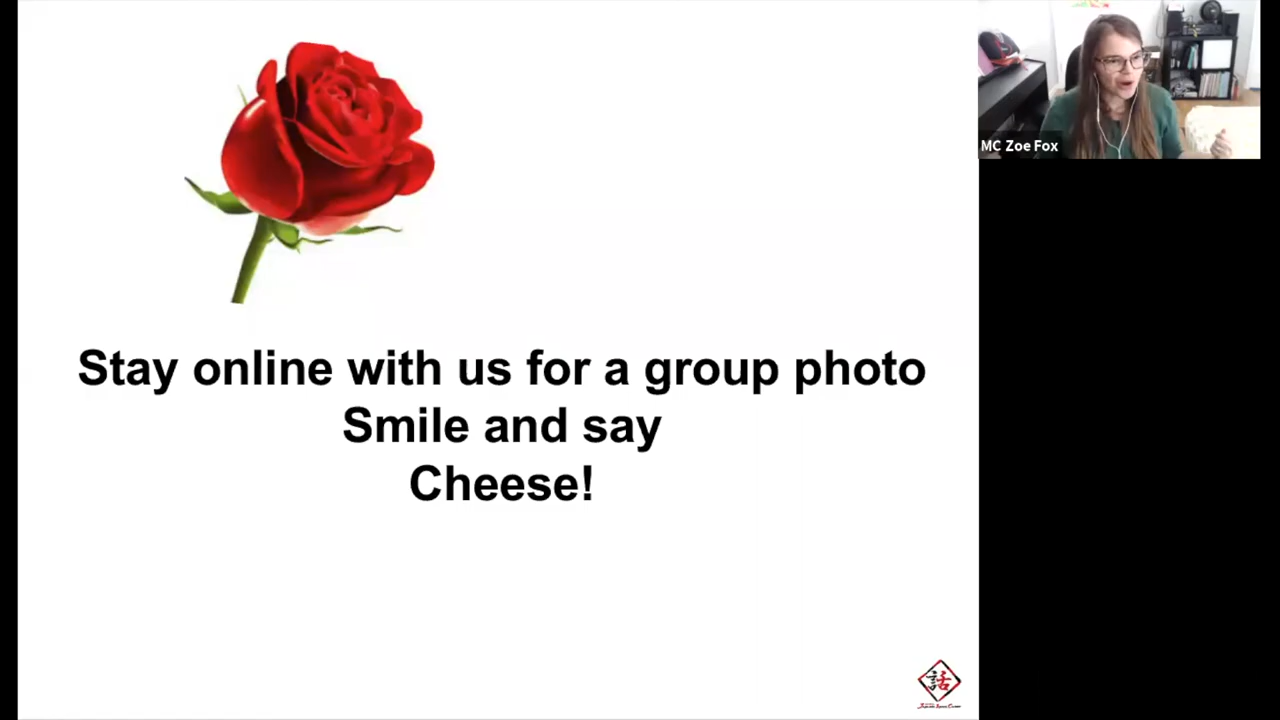 MC Zoe Fox
Stay online with us for a group photo
Smile and say
Cheese!
話